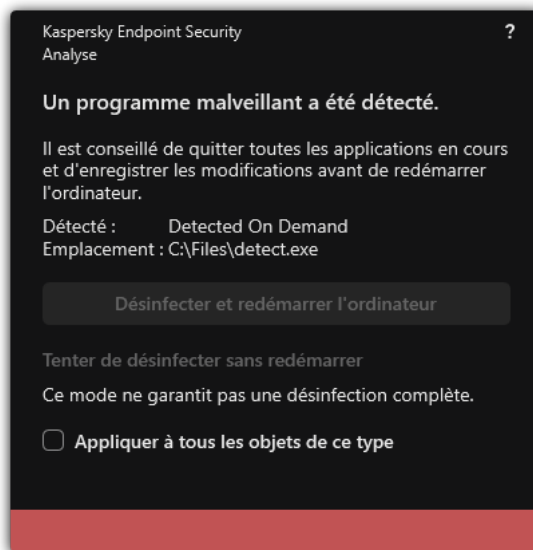 Kaspersky Endpoint Security ?
Analyse
Un programme malveillant a été détecté.
Il est conseillé de quitter toutes les applications en cours
et d'enregistrer les modifications avant de redémarrer
l'ordinateur.
Détecté : Detected On Demand
Emplacement : C:\Files\detect.exe
Désinfecter et redémarrer l'ordinateur
Tenter de désinfecter sans redémarrer
Ce mode ne garantit pas une désinfection complète.
Appliquer à tous les objets de ce type